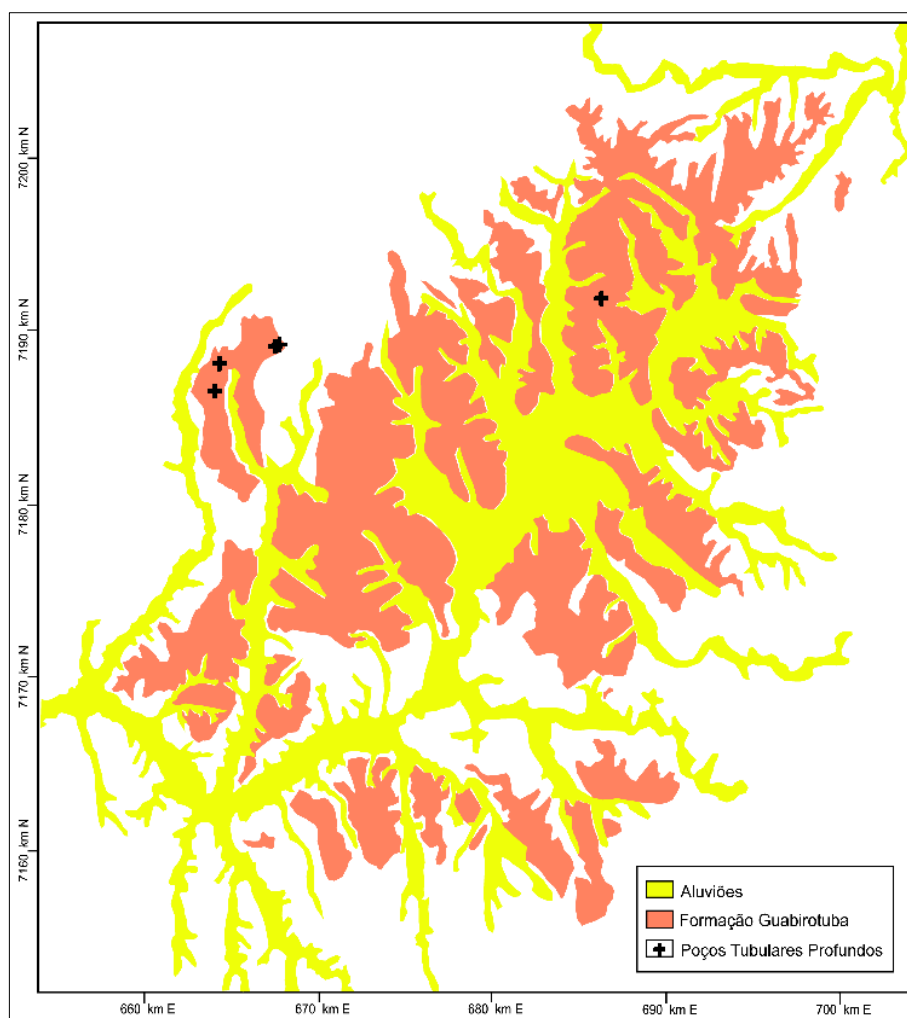 7200 km N
7190 km N
7180 km N
7170 km N
7160 km N
Aluviões
Formação Guabirotuba
Poços Tubulares Profundos
660 km E
670 km E
680 km E
690 km E
700 km E